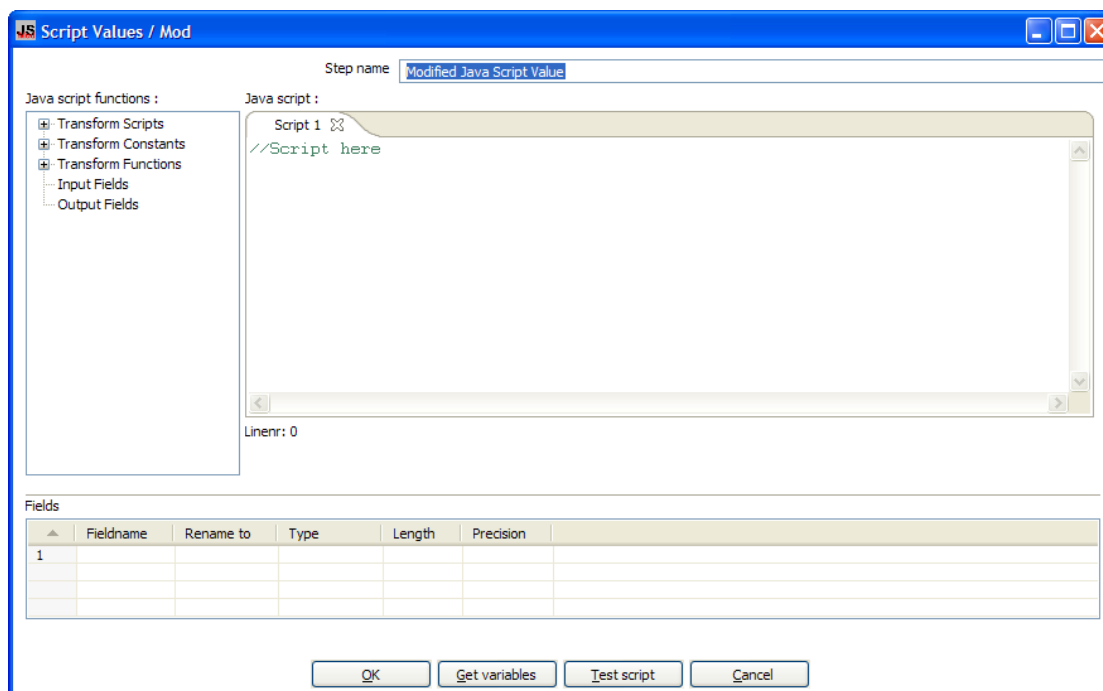 JS Script Values / Mod
Step name Modified Java Script Value
Java script functions : Java script :
Transform Scripts
Transform Constants
Transform Functions
Input Fields
Output Fields
Script 1
//Script here
Linenr: 0
Fields
Fieldname Rename to Type Length Precision
1
OK Get variables Test script Cancel